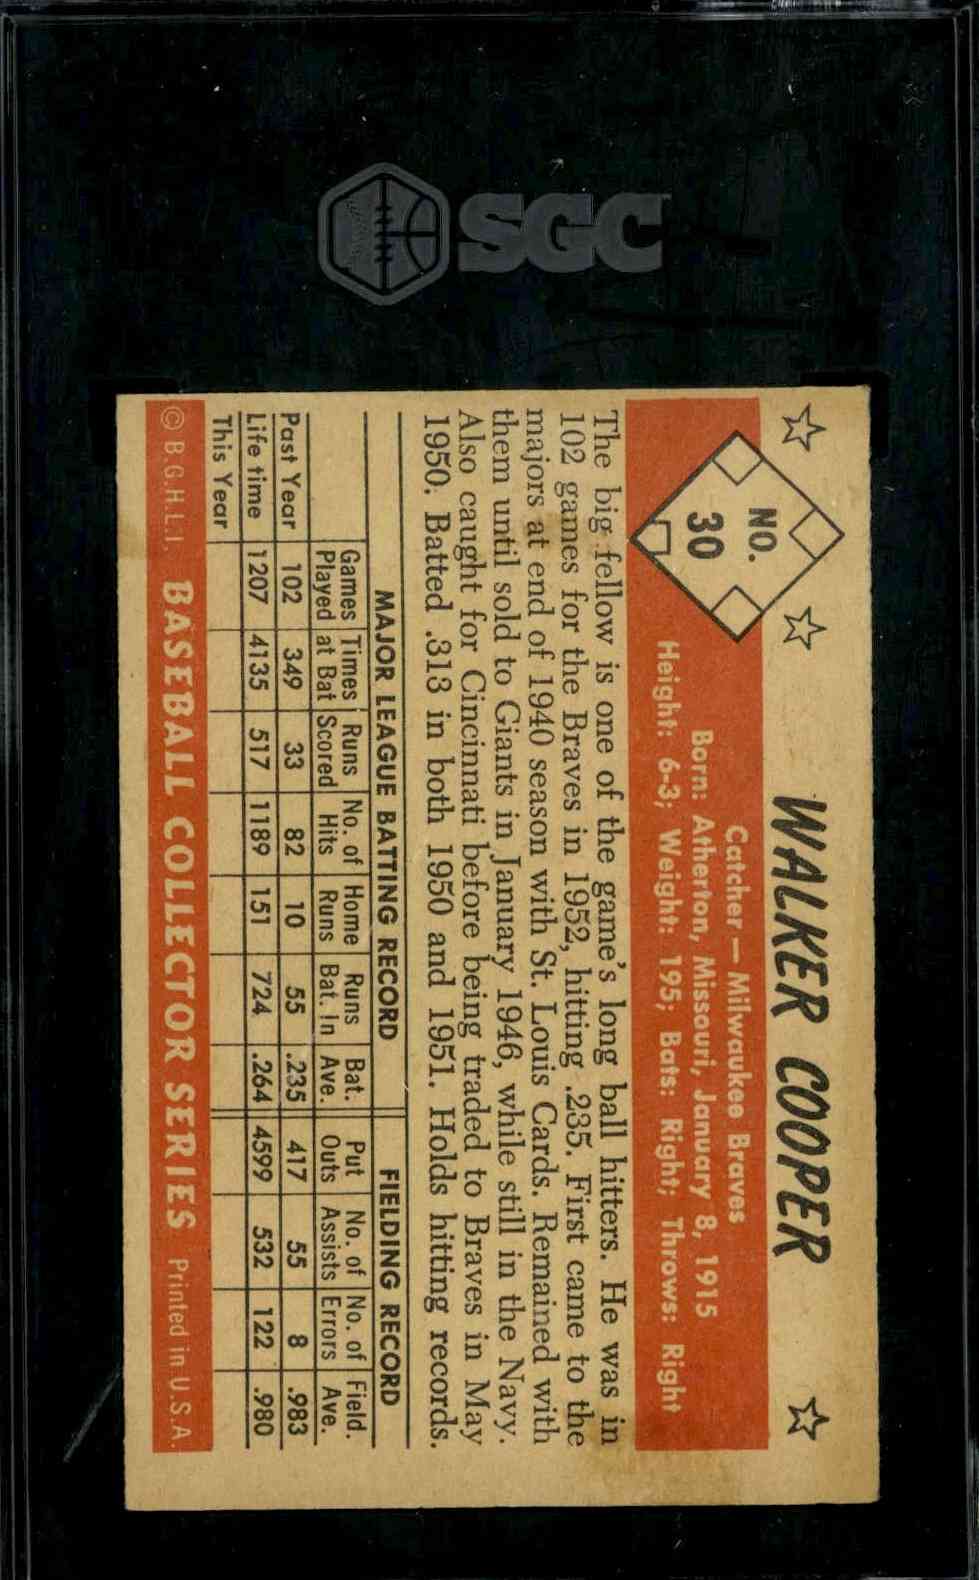 SGC
NO.
30
WALKER COOPER
Catcher — Milwaukee Braves
Born: Atherton, Missouri, January 8, 1915
Height: 6-3; Weight: 195; Bats: Right; Throws: Right
The big fellow is one of the game's long ball hitters. He was in
102 games for the Braves in 1952, hitting .235. First came to the
majors at end of 1940 season with St. Louis Cards. Remained with
them until sold to Giants in January 1946, while still in the Navy.
Also caught for Cincinnati before being traded to Braves in May
1950. Batted .313 in both 1950 and 1951. Holds hitting records.
MAJOR LEAGUE BATTING RECORD FIELDING RECORD
Games Times Runs No. of Home Runs Bat. Put No. of No. of Field.
Played at Bat Scored Hits Runs Bat. In Ave. Outs Assists Errors Ave.
Past Year 102 349 33 82 10 55 .235 417 55 8 .983
Life time 1207 4135 517 1189 151 724 .264 4599 532 122 .980
This Year
© B.G.H.L.I. BASEBALL COLLECTOR SERIES Printed in U.S.A.